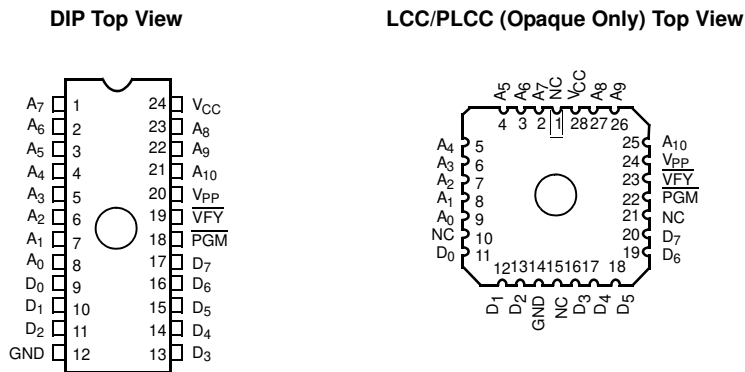 DIP Top View
A7 1 24 VCC
A6 2 23 A8
A5 3 22 A9
A4 4 21 A10
A3 5 20 VPP
A2 6 19 VFY
A1 7 18 PGM
A0 8 17 D7
D0 9 16 D6
D1 10 15 D5
D2 11 14 D4
GND 12 13 D3
LCC/PLCC (Opaque Only) Top View
A5 A6 A7 NC VCC A8 A9
4 3 2 1 28 27 26
A4 5 25 A10
A3 6 24 VPP
A2 7 23 VFY
A1 8 22 PGM
A0 9 21 NC
NC 10 20 D7
D0 11 19 D6
12 13 14 15 16 17 18
D1 D2 GND NC D3 D4 D5